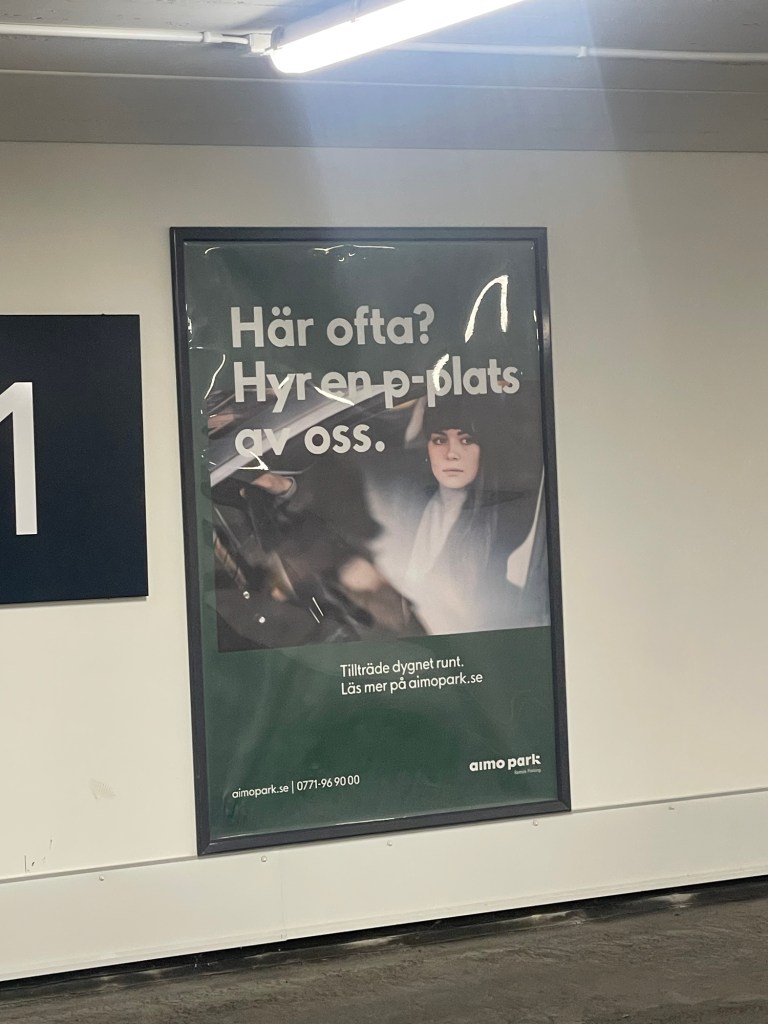 1
Här ofta?
Hyr en p-plats
av oss.
Tillträde dygnet runt.
Läs mer på aimopark.se
aimo park
aimopark.se | 0771-96 90 00